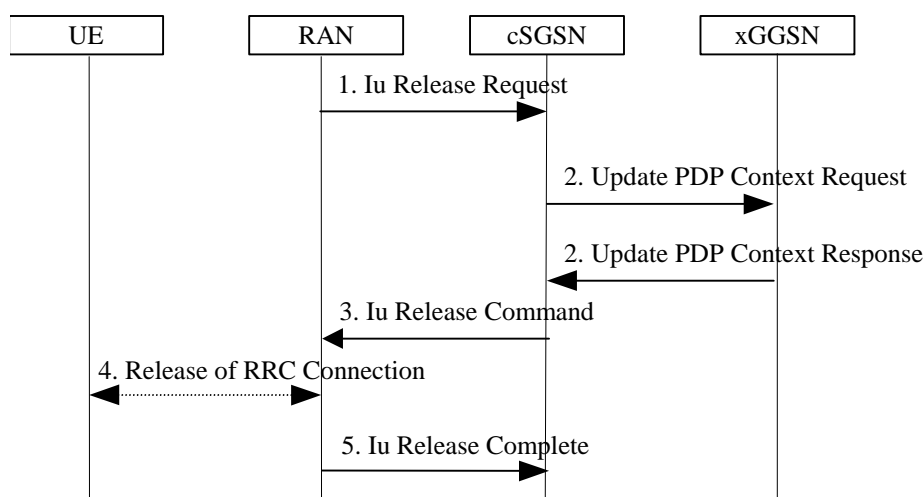 UE
RAN
cSGSN
xGGSN
1. Iu Release Request
2. Update PDP Context Request
2. Update PDP Context Response
3. Iu Release Command
4. Release of RRC Connection
5. Iu Release Complete